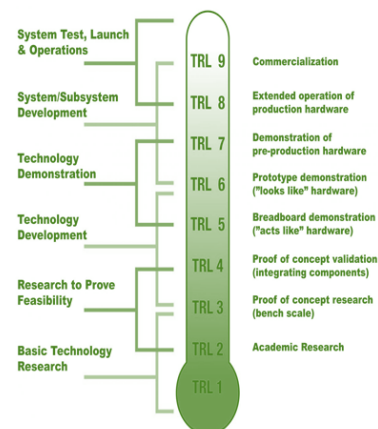 System Test, Launch
& Operations
System/Subsystem
Development
Technology
Demonstration
Technology
Development
Research to Prove
Feasibility
Basic Technology
Research
TRL 9
TRL 8
TRL 7
TRL 6
TRL 5
TRL 4
TRL 3
TRL 2
TRL 1
Commercialization
Extended operation of
production hardware
Demonstration of
pre-production hardware
Prototype demonstration
("looks like" hardware)
Breadboard demonstration
("acts like" hardware)
Proof of concept validation
(integrating components)
Proof of concept research
(bench scale)
Academic Research